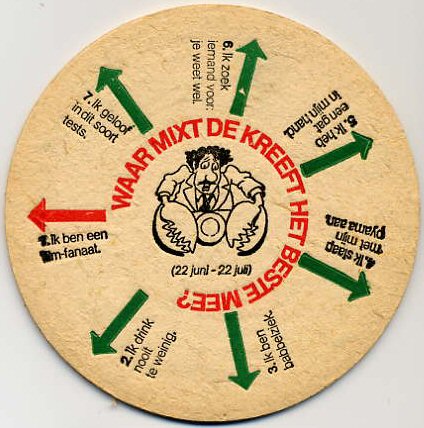 WAAR MIXT DE KREEFT HET BESTE MEE?
(22 juni - 22 juli)
1. Ik ben een
film-fanaat.
2. Ik drink
nooit
te weinig.
3. Ik ben
babbelziek.
4. Ik slaap
met mijn
pyama aan.
5. Ik heb
een gat
in mijn hand.
6. Ik zoek
iemand voor:
je weet wel.
7. Ik geloof
in dit soort
tests.